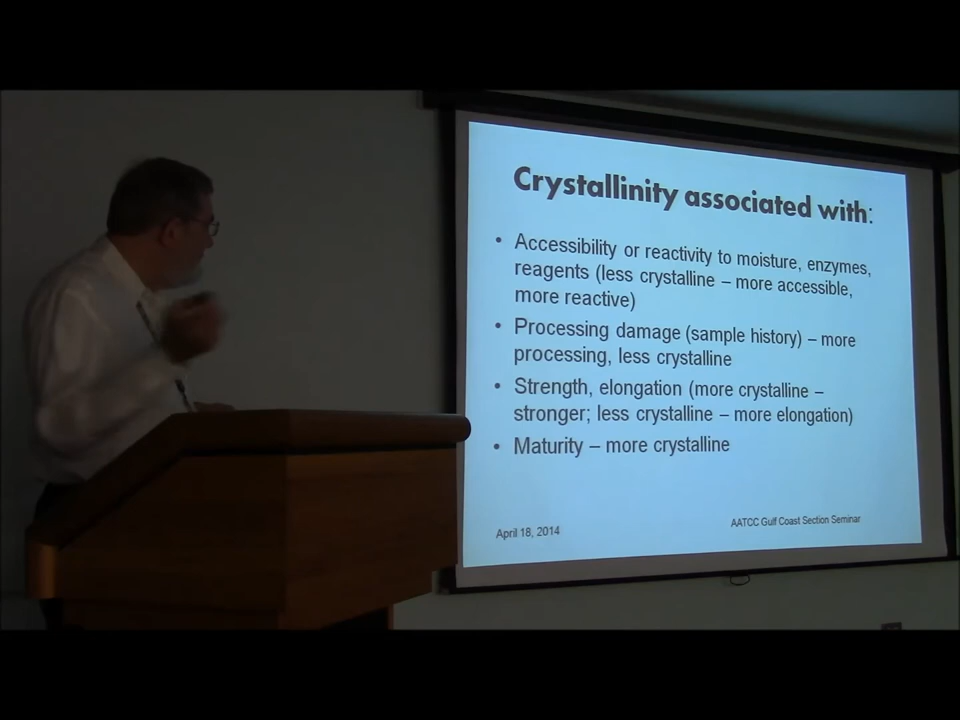 Crystallinity associated with:
• Accessibility or reactivity to moisture, enzymes,
reagents (less crystalline – more accessible,
more reactive)
• Processing damage (sample history) – more
processing, less crystalline
• Strength, elongation (more crystalline –
stronger; less crystalline – more elongation)
• Maturity – more crystalline
April 18, 2014
AATCC Gulf Coast Section Seminar